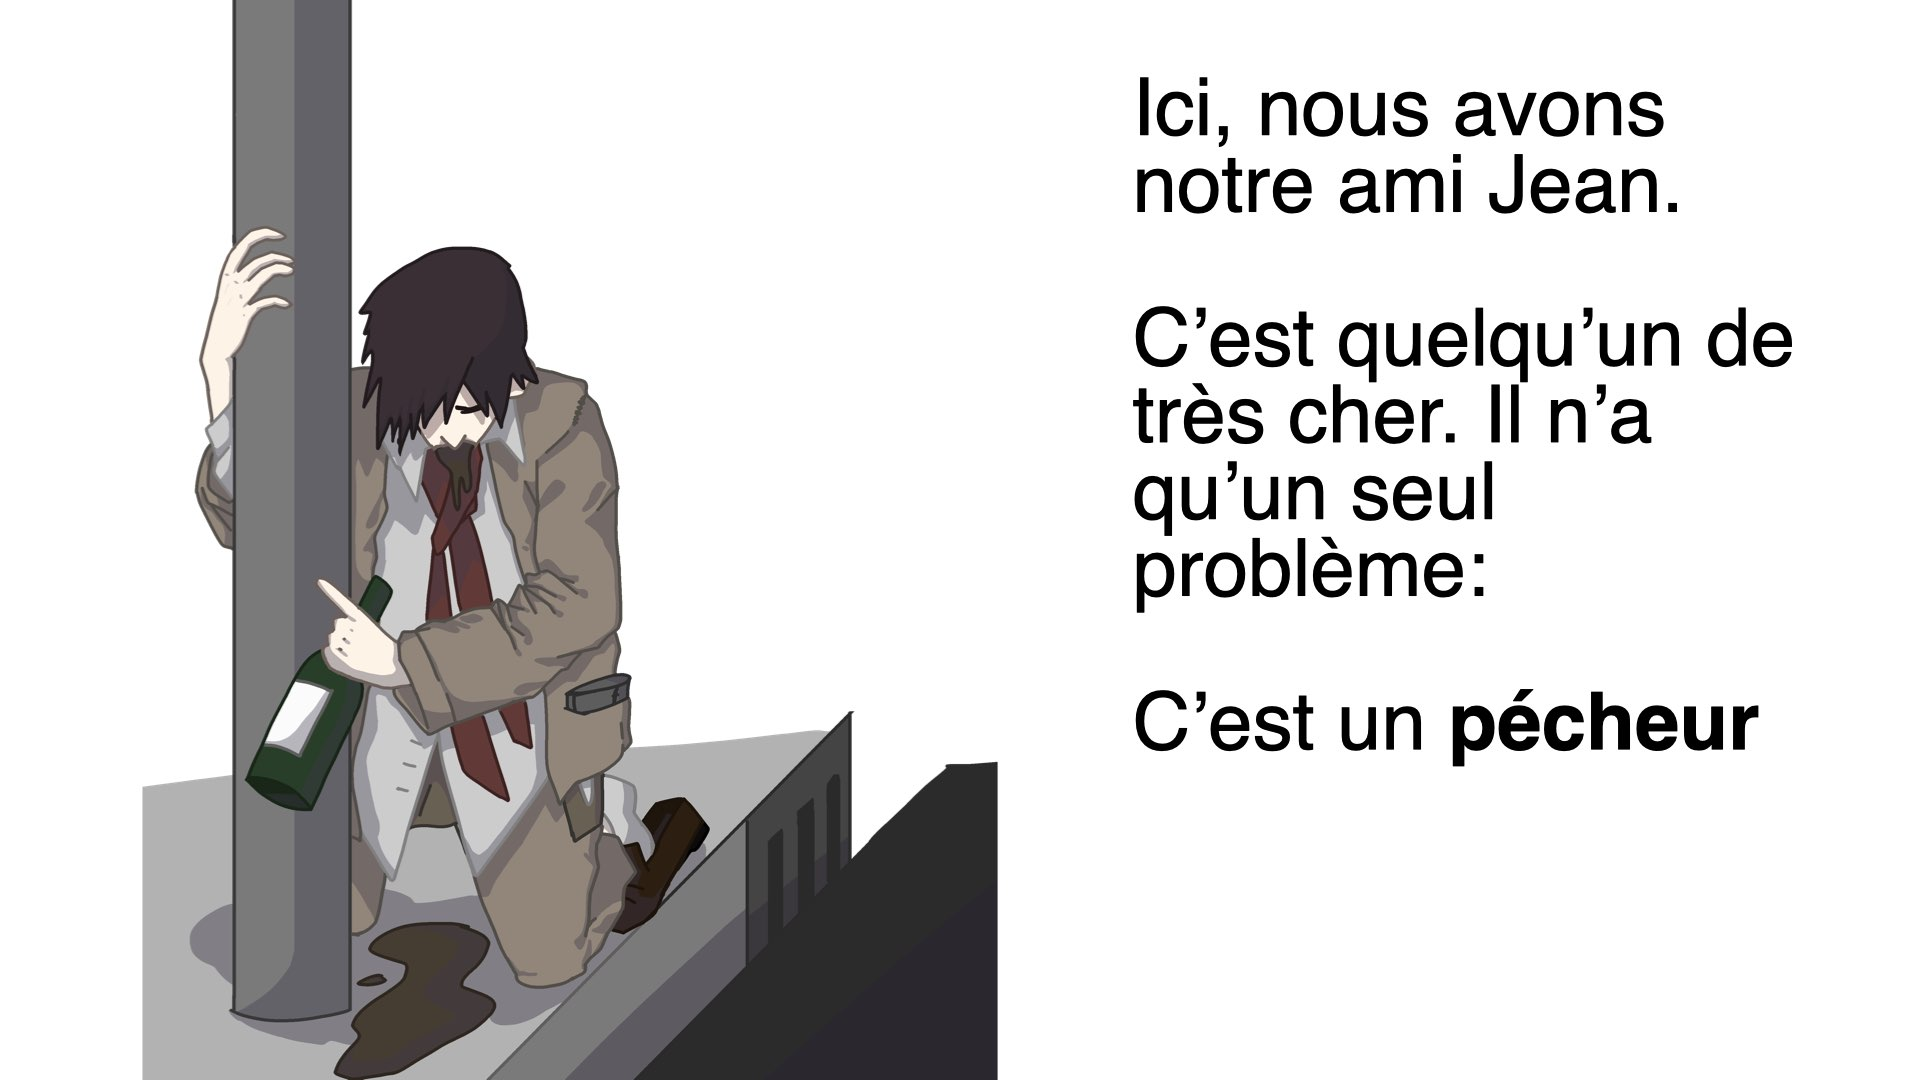 Ici, nous avons
notre ami Jean.
C’est quelqu’un de
très cher. Il n’a
qu’un seul
problème:
C’est un pécheur